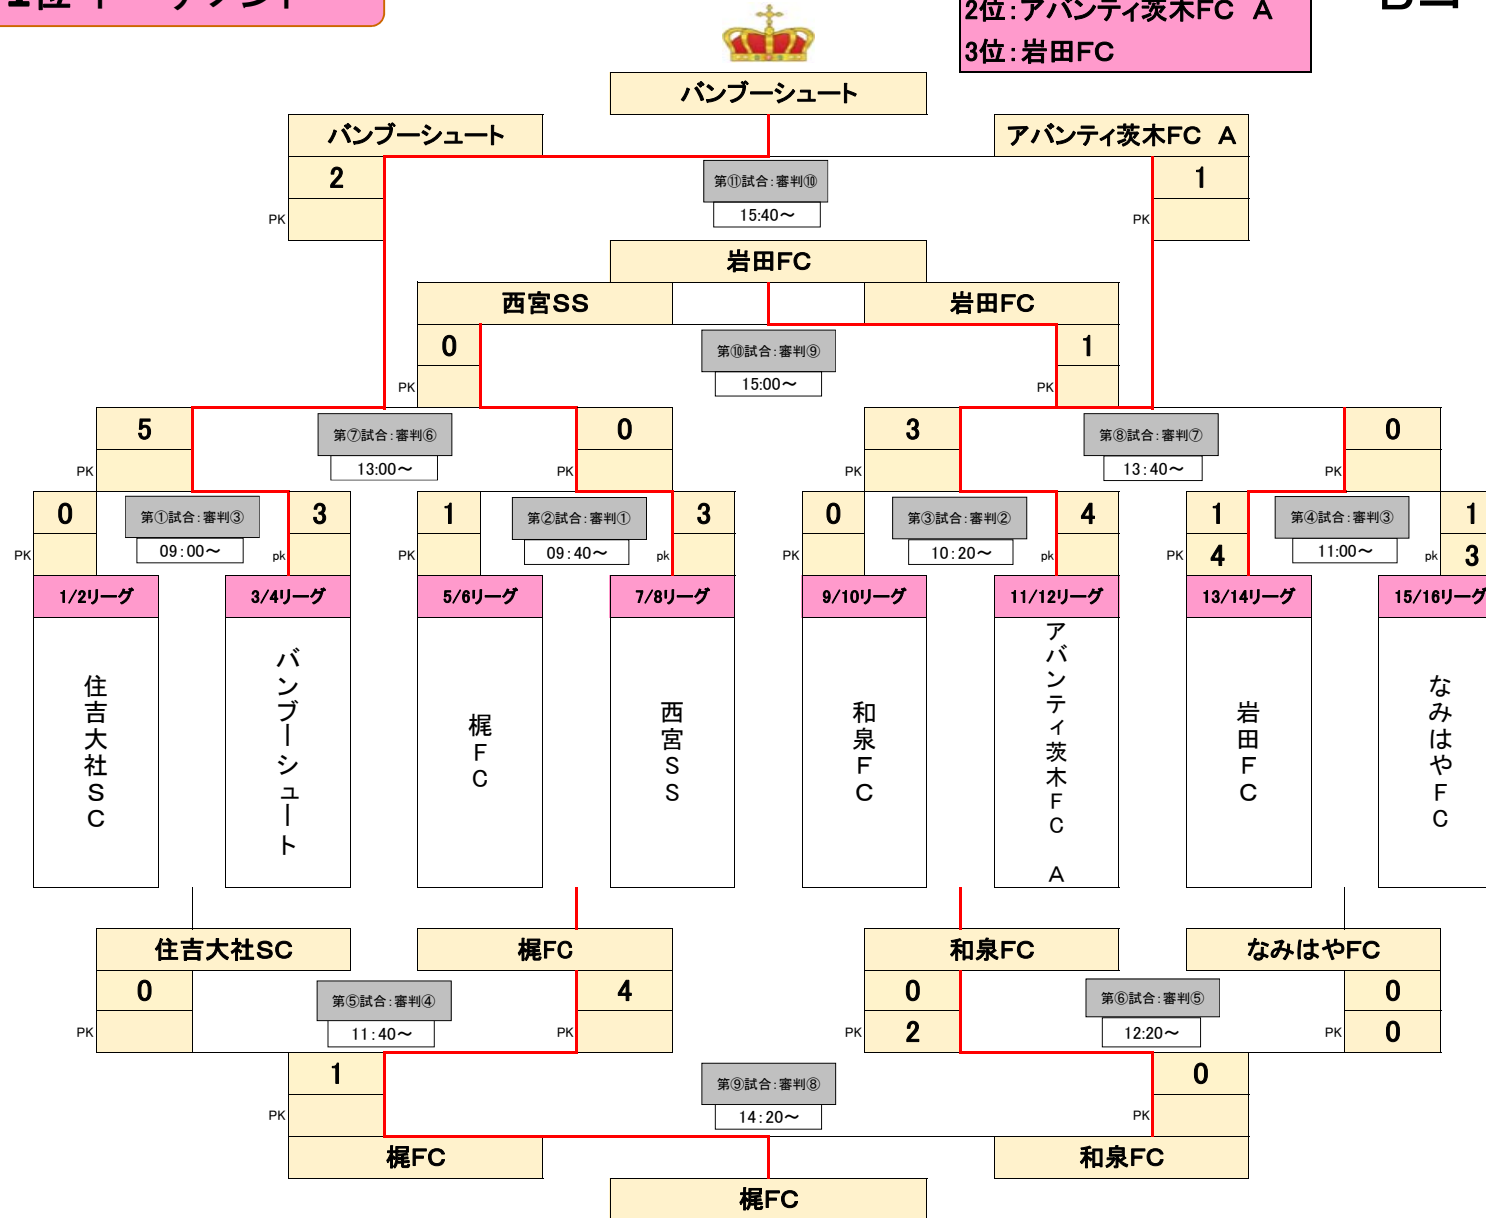 2位：アバンティ茨木FC A
3位：岩田FC
バンブーシュート
バンブーシュート
アバンティ茨木FC A
2
第⑪試合：審判⑩
1
PK
15:40～
PK
岩田FC
西宮SS
岩田FC
0
第⑩試合：審判⑨
1
PK
15:00～
PK
5
第⑦試合：審判⑥
0
3
第⑧試合：審判⑦
0
PK
13:00～
PK
PK
13:40～
PK
0
第①試合：審判③
3
1
第②試合：審判①
3
0
第③試合：審判②
4
1
第④試合：審判③
1
PK
09:00～
pk
PK
09:40～
pk
PK
10:20～
pk
PK
4
11:00～
pk
3
1/2リーグ
3/4リーグ
5/6リーグ
7/8リーグ
9/10リーグ
11/12リーグ
13/14リーグ
15/16リーグ
住吉大社SC
バンブーシュート
梶FC
西宮SS
和泉FC
アバンティ茨木FC A
岩田FC
なみはやFC
住吉大社SC
梶FC
和泉FC
なみはやFC
0
第⑤試合：審判④
4
0
第⑥試合：審判⑤
0
PK
11:40～
PK
PK
2
12:20～
PK
0
1
第⑨試合：審判⑧
0
PK
14:20～
PK
梶FC
和泉FC
梶FC